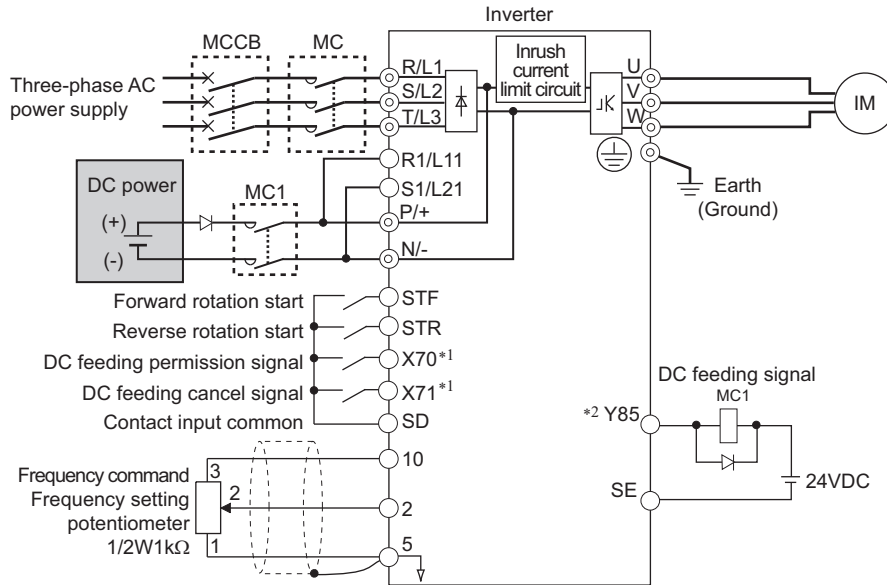 Inverter
MCCB
MC
Inrush
current
limit circuit
Three-phase AC
power supply
R/L1
S/L2
T/L3
U
V
W
IM
R1/L11
S1/L21
DC power
(+)
(-)
MC1
P/+
N/-
Earth
(Ground)
Forward rotation start
STF
Reverse rotation start
STR
DC feeding permission signal
X70*1
DC feeding cancel signal
X71*1
Contact input common
SD
DC feeding signal
MC1
*2 Y85
24VDC
SE
Frequency command
Frequency setting
potentiometer
1/2W1kΩ
3
2
1
10
2
5